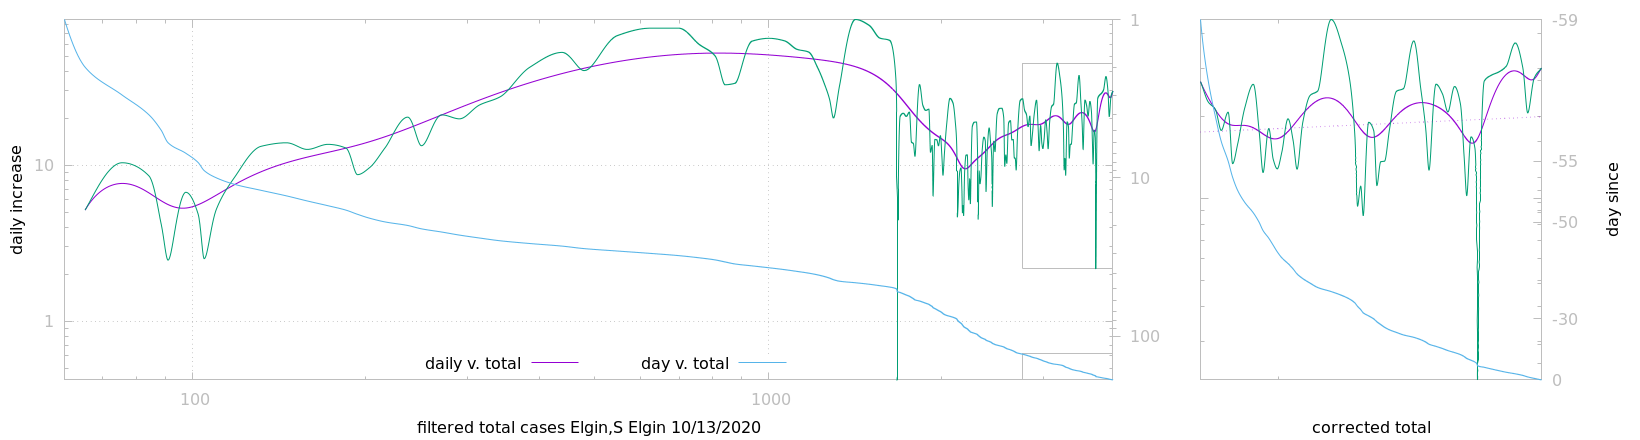 daily increase
10
1
100
1000
daily v. total
day v. total
filtered total cases Elgin,S Elgin 10/13/2020
1
10
100
-59
-55
-50
-30
0
day since
corrected total